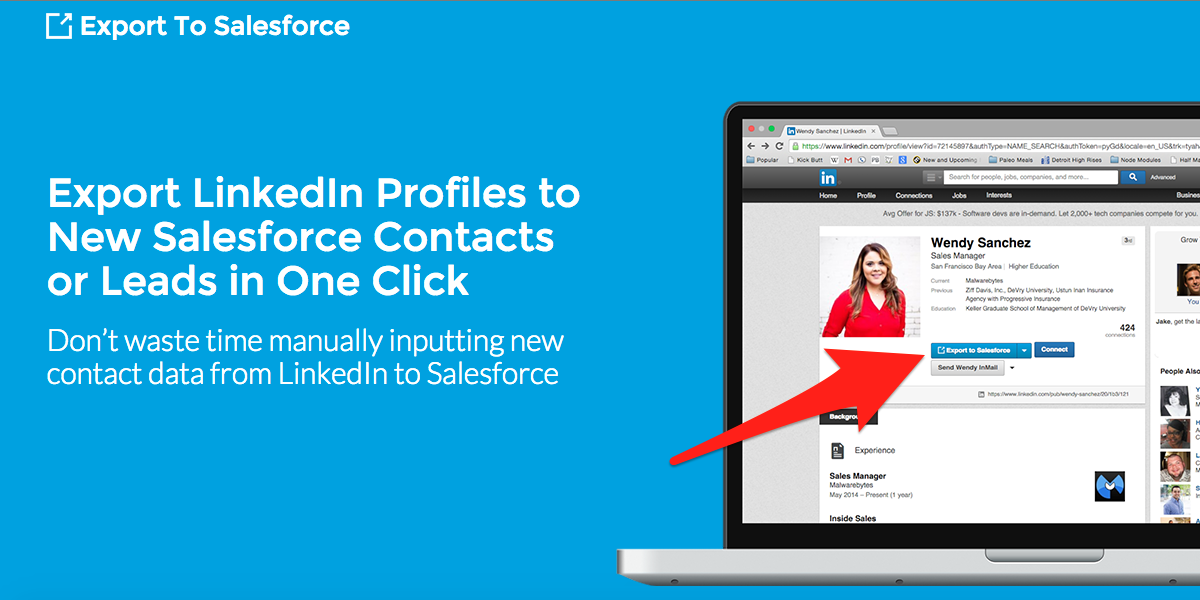 Export To Salesforce
Export LinkedIn Profiles to
New Salesforce Contacts
or Leads in One Click
Don't waste time manually inputting new
contact data from LinkedIn to Salesforce
Wendy Sanchez | LinkedIn
https://www.linkedin.com/profile/view?id=72145897&authType=NAME_SEARCH&authToken=pyGd&locale=en_US&trk=tyah
Popular
Kick Butt
New and Upcoming
Paleo Meals
Detroit High Rises
Node Modules
Half Ma
in
Search for people, jobs, companies, and more...
Advanced
Home
Profile
Connections
Jobs
Interests
Business
Avg Offer for JS: $137k - Software devs are in-demand. Let 2,000+ tech companies compete for you.
Wendy Sanchez
3rd
Sales Manager
San Francisco Bay Area | Higher Education
Current Malwarebytes
Previous Ziff Davis, Inc., DeVry University, Ustun Inan Insurance
Agency with Progressive Insurance
Education Keller Graduate School of Management of DeVry University
424
connections
Export to Salesforce
Connect
Send Wendy InMail
https://www.linkedin.com/pub/wendy-sanchez/20/1b3/121
Backgrou
Experience
Sales Manager
Malwarebytes
May 2014 – Present (1 year)
Inside Sales
Grow
You
Jake, get the la
People Also